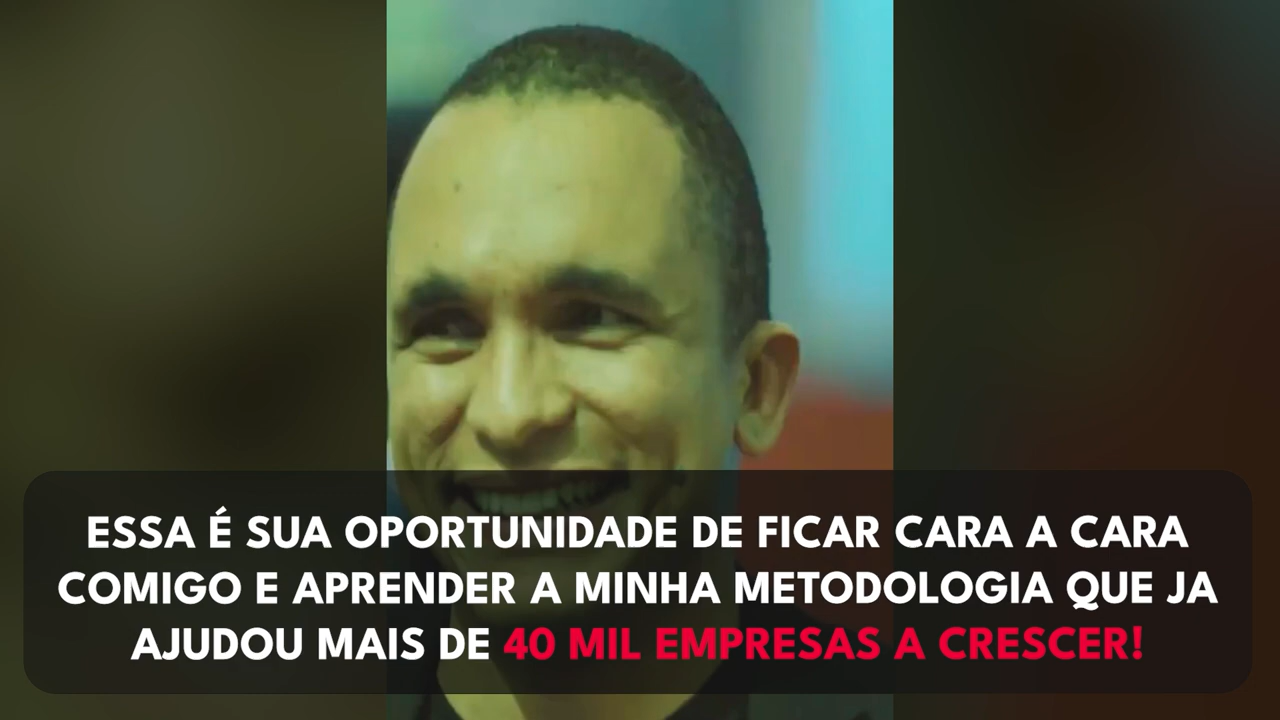 ESSA É SUA OPORTUNIDADE DE FICAR CARA A CARA
COMIGO E APRENDER A MINHA METODOLOGIA QUE JA
AJUDOU MAIS DE 40 MIL EMPRESAS A CRESCER!